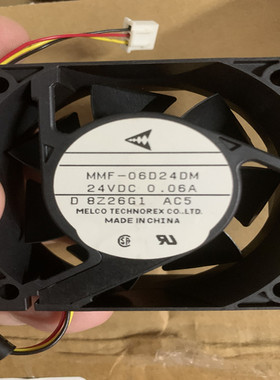 MMF-06D24DM
24VDC 0.06A
D 8Z26G1 AC5
MELCO TECHNOREX CO.,LTD.
MADE IN CHINA